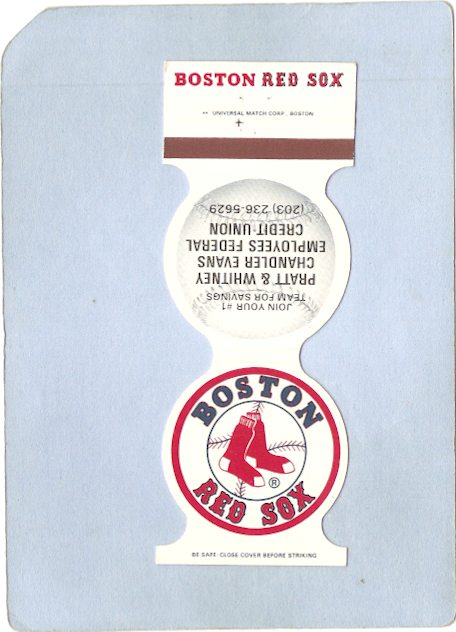 BOSTON RED SOX
** UNIVERSAL MATCH CORP., BOSTON
JOIN YOUR #1
TEAM FOR SAVINGS
PRATT & WHITNEY
CHANDLER EVANS
EMPLOYEES FEDERAL
CREDIT UNION
(203) 236-5629
BOSTON
RED SOX
®
BE SAFE-CLOSE COVER BEFORE STRIKING